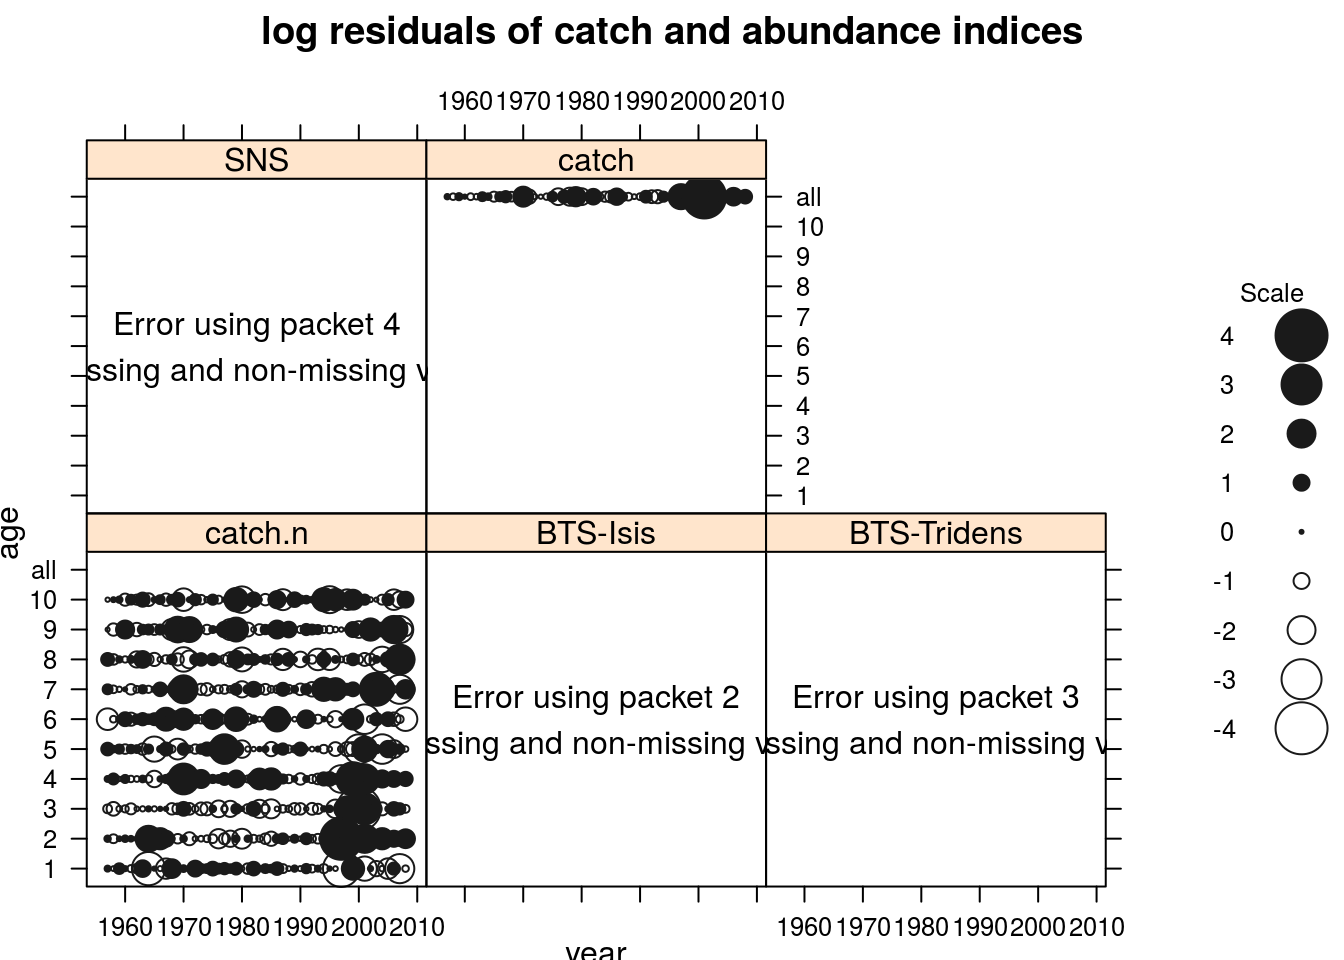 log residuals of catch and abundance indices
1960 1970 1980 1990 2000 2010
SNS
catch
Error using packet 4
ssing and non-missing v
all
10
9
8
7
6
5
4
3
2
1
Scale
4
3
2
1
0
-1
-2
-3
-4
age
catch.n
BTS-Isis
BTS-Tridens
all
10
9
8
7
6
5
4
3
2
1
Error using packet 2
ssing and non-missing v
Error using packet 3
ssing and non-missing v
1960 1970 1980 1990 2000 2010
1960 1970 1980 1990 2000 2010
year